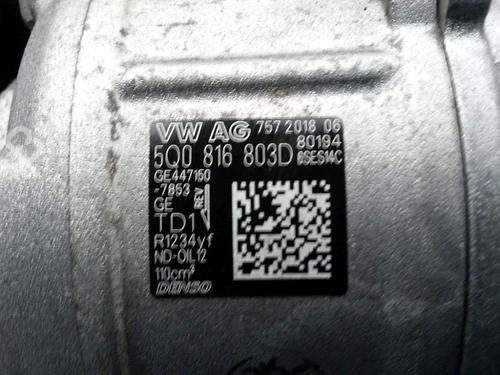 VW AG 757 2018 06
80194
5Q0 816 803D 6SES14C
GE447150
-7853
GE REV
TD1
R1234yf
ND-OIL12
110cm³
DENSO